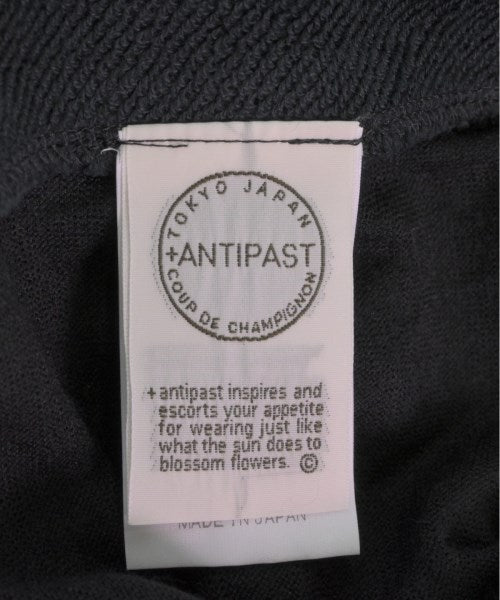 TOKYO JAPAN
+ANTIPAST
COUP DE CHAMPIGNON
+antipast inspires and
escorts your appetite
for wearing just like
what the sun does to
blossom flowers. ©
MADE IN JAPAN